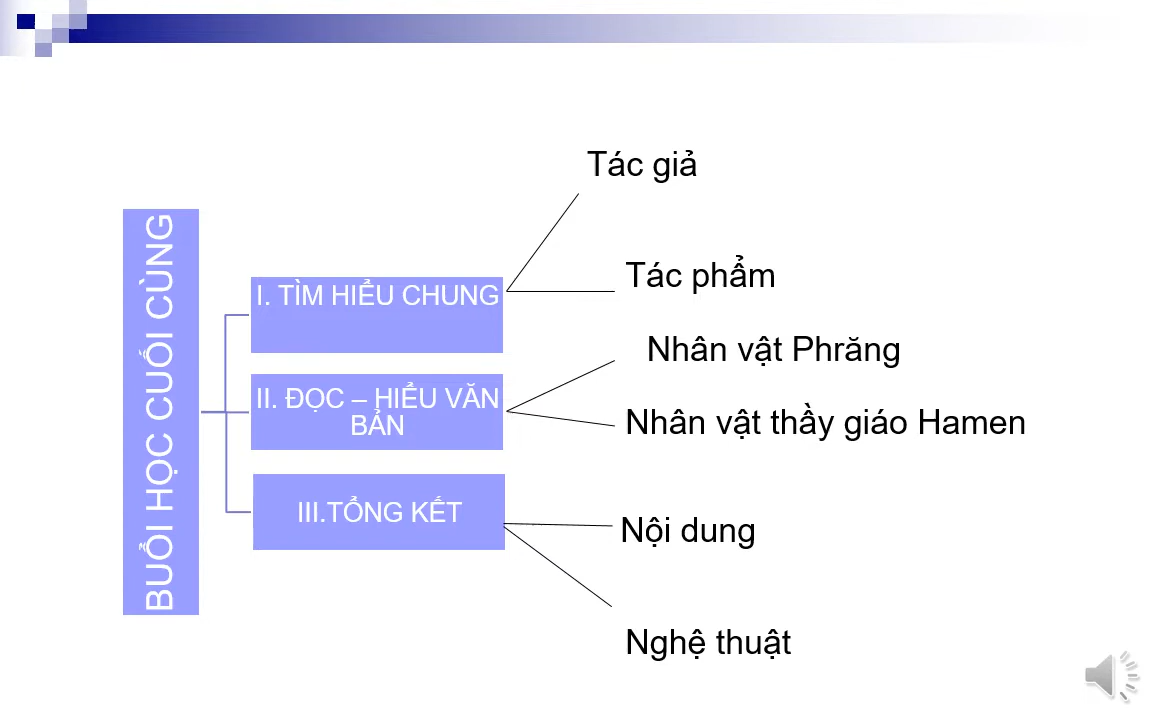 BUỔI HỌC CUỐI CÙNG
I. TÌM HIỂU CHUNG
Tác giả
Tác phẩm
II. ĐỌC – HIỂU VĂN
BẢN
Nhân vật Phrăng
Nhân vật thầy giáo Hamen
III.TỔNG KẾT
Nội dung
Nghệ thuật